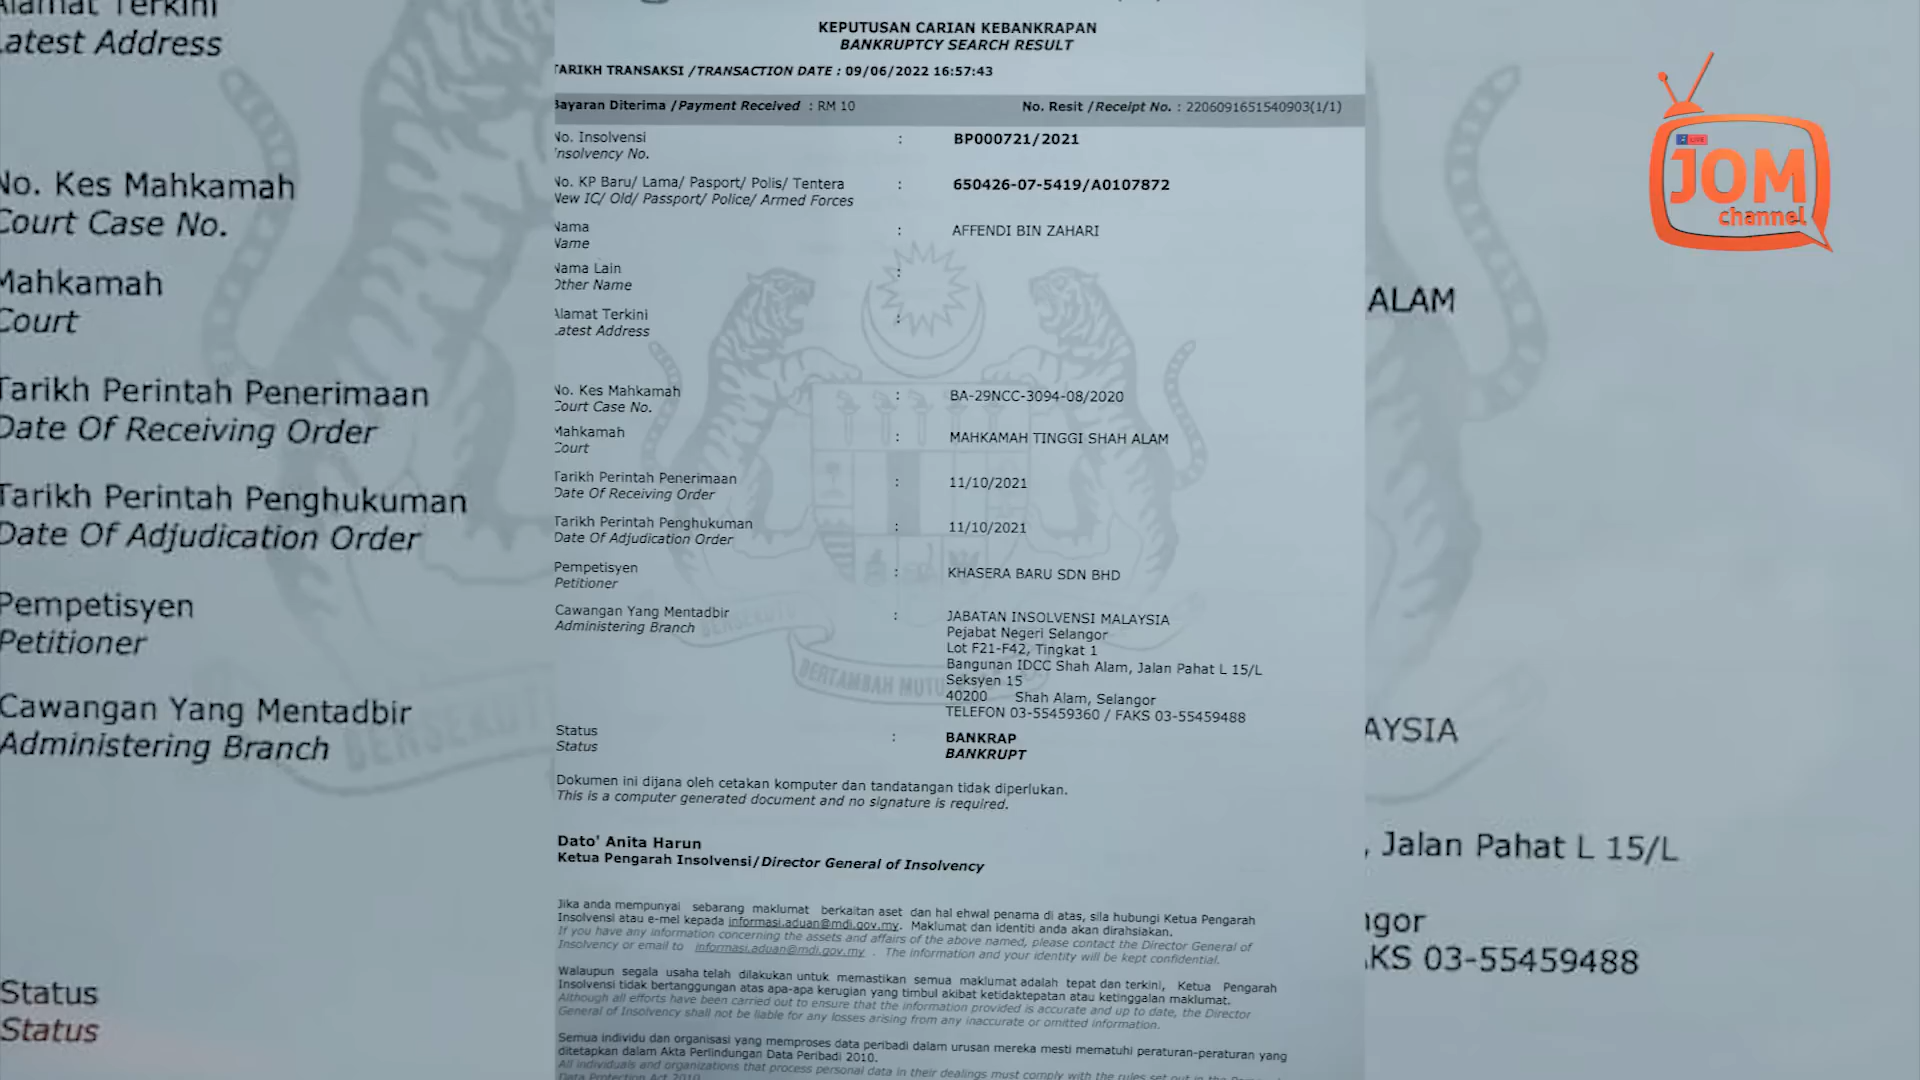 KEPUTUSAN CARIAN KEBANKRAPAN
BANKRUPTCY SEARCH RESULT
TARIKH TRANSAKSI /TRANSACTION DATE : 09/06/2022 16:57:43
Bayaran Diterima /Payment Received : RM 10 No. Resit /Receipt No. : 2206091651540903(1/1)
No. Insolvensi : BP000721/2021
Insolvency No.
No. KP Baru/ Lama/ Pasport/ Polis/ Tentera : 650426-07-5419/A0107872
New IC/ Old/ Passport/ Police/ Armed Forces
Nama : AFFENDI BIN ZAHARI
Name
Nama Lain :
Other Name
Alamat Terkini :
Latest Address
No. Kes Mahkamah : BA-29NCC-3094-08/2020
Court Case No.
Mahkamah : MAHKAMAH TINGGI SHAH ALAM
Court
Tarikh Perintah Penerimaan : 11/10/2021
Date Of Receiving Order
Tarikh Perintah Penghukuman : 11/10/2021
Date Of Adjudication Order
Pempetisyen : KHASERA BARU SDN BHD
Petitioner
Cawangan Yang Mentadbir : JABATAN INSOLVENSI MALAYSIA
Administering Branch
Pejabat Negeri Selangor
Lot F21-F42, Tingkat 1
Bangunan IDCC Shah Alam, Jalan Pahat L 15/L
Seksyen 15
40200 Shah Alam, Selangor
TELEFON 03-55459360 / FAKS 03-55459488
Status : BANKRAP
Status BANKRUPT
Dokumen ini dijana oleh cetakan komputer dan tandatangan tidak diperlukan.
This is a computer generated document and no signature is required.
Dato' Anita Harun
Ketua Pengarah Insolvensi/Director General of Insolvency
Jika anda mempunyai sebarang maklumat berkaitan aset dan hal ehwal penama di atas, sila hubungi Ketua Pengarah
Insolvensi atau e-mel kepada informasi.aduan@mdi.gov.my. Maklumat dan identiti anda akan dirahsiakan.
If you have any information concerning the assets and affairs of the above named, please contact the Director General of
Insolvency or email to informasi.aduan@mdi.gov.my . The information and your identity will be kept confidential.
Walaupun segala usaha telah dilakukan untuk memastikan semua maklumat adalah tepat dan terkini, Ketua Pengarah
Insolvensi tidak bertanggungan atas apa-apa kerugian yang timbul akibat ketidaktepatan atau ketinggalan maklumat.
Although all efforts have been carried out to ensure that the information provided is accurate and up to date, the Director
General of Insolvency shall not be liable for any losses arising from any inaccurate or omitted information.
Semua individu dan organisasi yang memproses data peribadi dalam urusan mereka mesti mematuhi peraturan-peraturan yang
ditetapkan dalam Akta Perlindungan Data Peribadi 2010.
All individuals and organizations that process personal data in their dealings must comply with the rules set out in the
Data Protection Act 2010
Alamat Terkini
Latest Address
No. Kes Mahkamah
Court Case No.
Mahkamah
Court
Tarikh Perintah Penerimaan
Date Of Receiving Order
Tarikh Perintah Penghukuman
Date Of Adjudication Order
Pempetisyen
Petitioner
Cawangan Yang Mentadbir
Administering Branch
Status
Status
ALAM
AYSIA
, Jalan Pahat L 15/L
ngor
AKS 03-55459488
JOM
channel